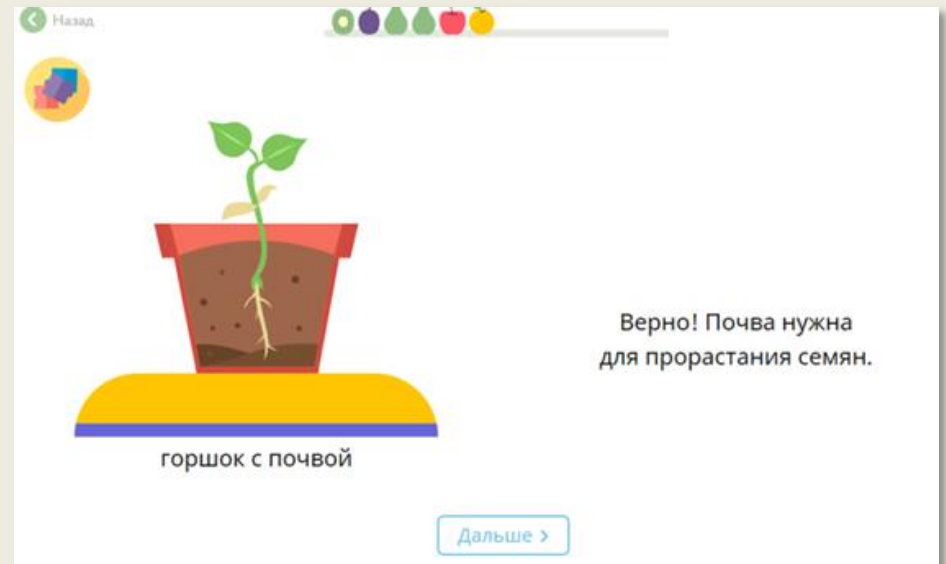 Назад
Верно! Почва нужна
для прорастания семян.
горшок с почвой
Дальше >